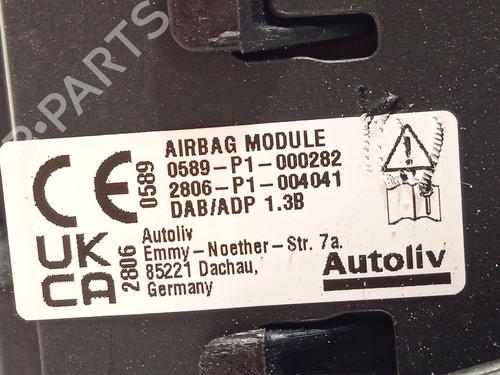 B-PARTS
CE
0589
AIRBAG MODULE
0589-P1-000282
2806-P1-004041
DAB/ADP 1.3B
UK
CA
2806
Autoliv
Emmy-Noether-Str. 7a.
85221 Dachau,
Germany
Autoliv